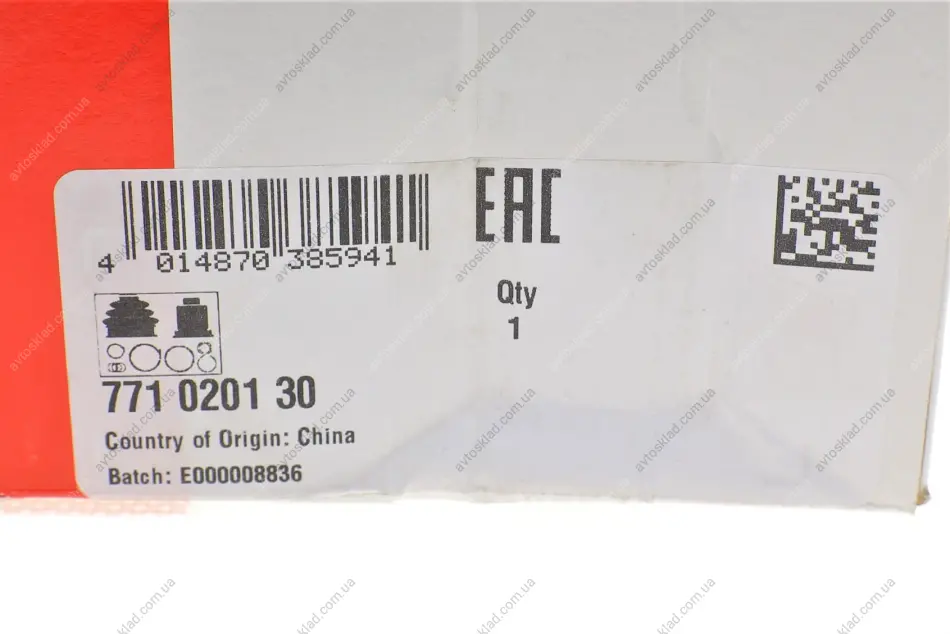 4 014870 385941
EAC
Qty
1
771 0201 30
Country of Origin: China
Batch: E000008836
avtosklad.com.ua